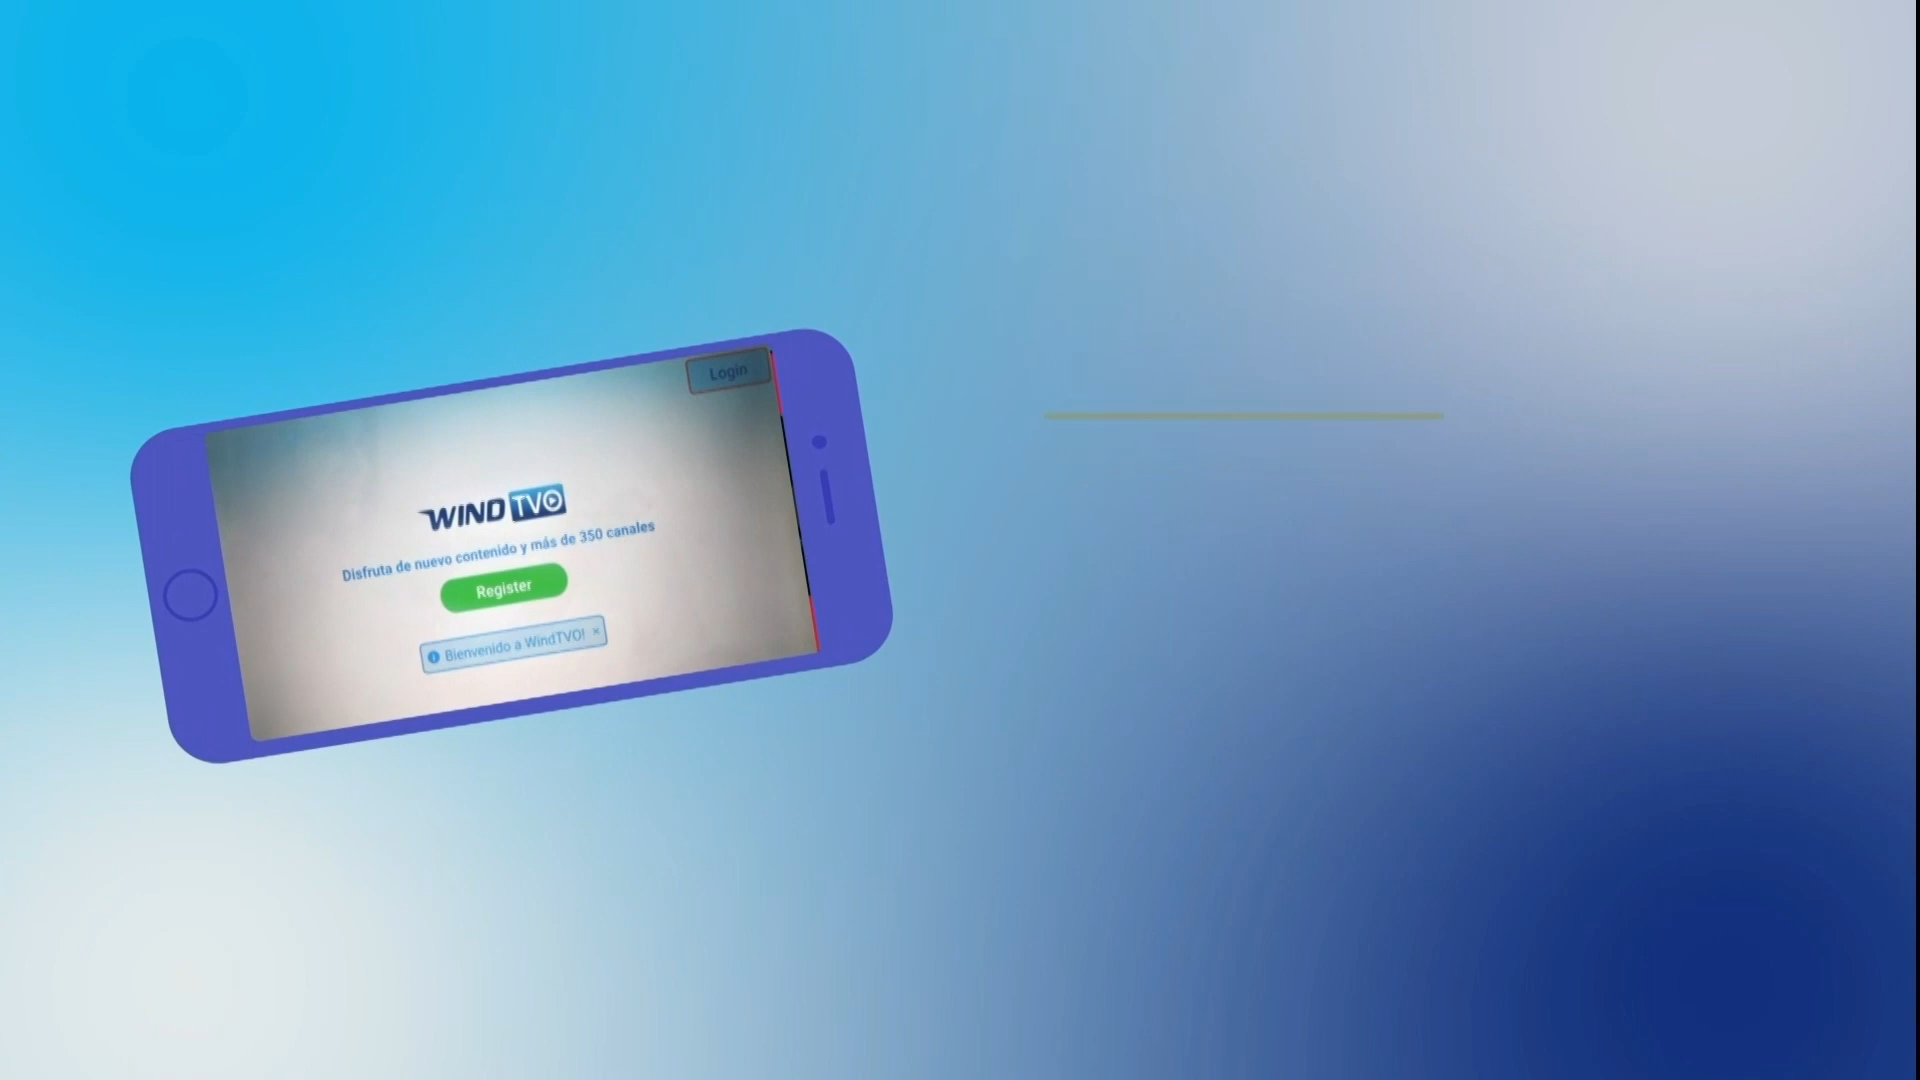 Login
WIND TVO
Disfruta de nuevo contenido y más de 350 canales
Register
Bienvenido a WindTVO! ×